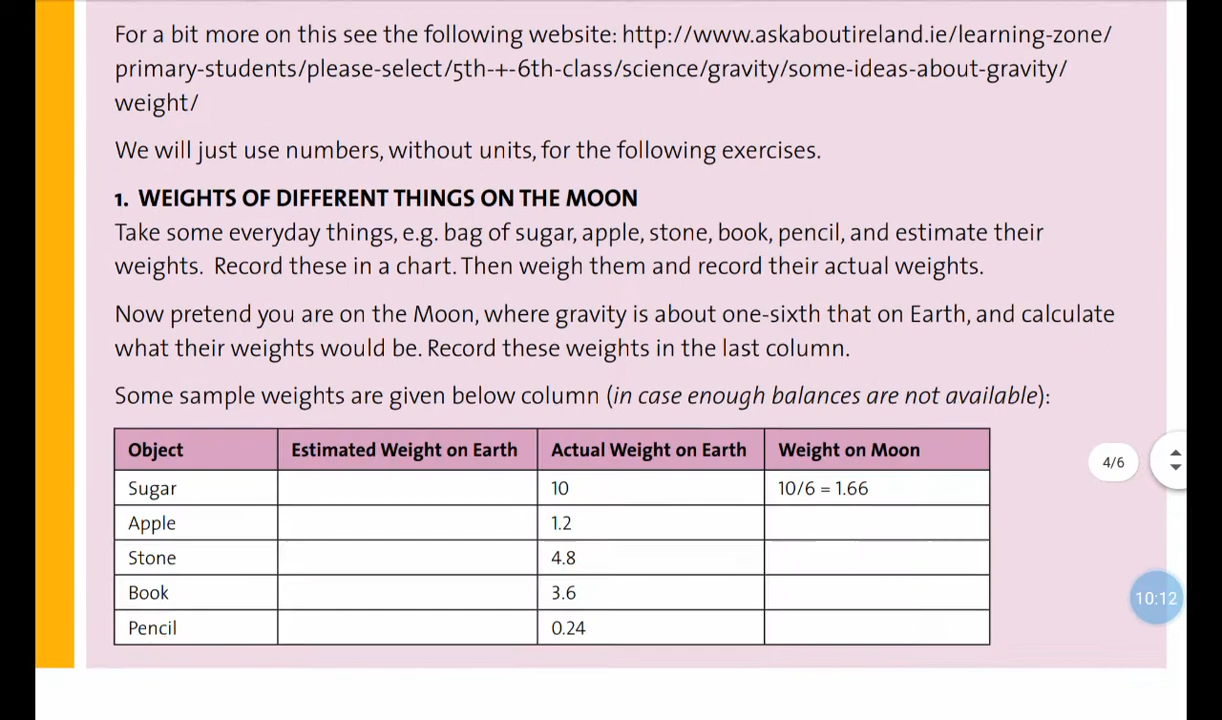 For a bit more on this see the following website: http://www.askaboutireland.ie/learning-zone/
primary-students/please-select/5th-+-6th-class/science/gravity/some-ideas-about-gravity/
weight/
We will just use numbers, without units, for the following exercises.
1. WEIGHTS OF DIFFERENT THINGS ON THE MOON
Take some everyday things, e.g. bag of sugar, apple, stone, book, pencil, and estimate their
weights. Record these in a chart. Then weigh them and record their actual weights.
Now pretend you are on the Moon, where gravity is about one-sixth that on Earth, and calculate
what their weights would be. Record these weights in the last column.
Some sample weights are given below column (in case enough balances are not available):
Object Estimated Weight on Earth Actual Weight on Earth Weight on Moon
Sugar 10 10/6 = 1.66
Apple 1.2
Stone 4.8
Book 3.6
Pencil 0.24
4/6
10:12